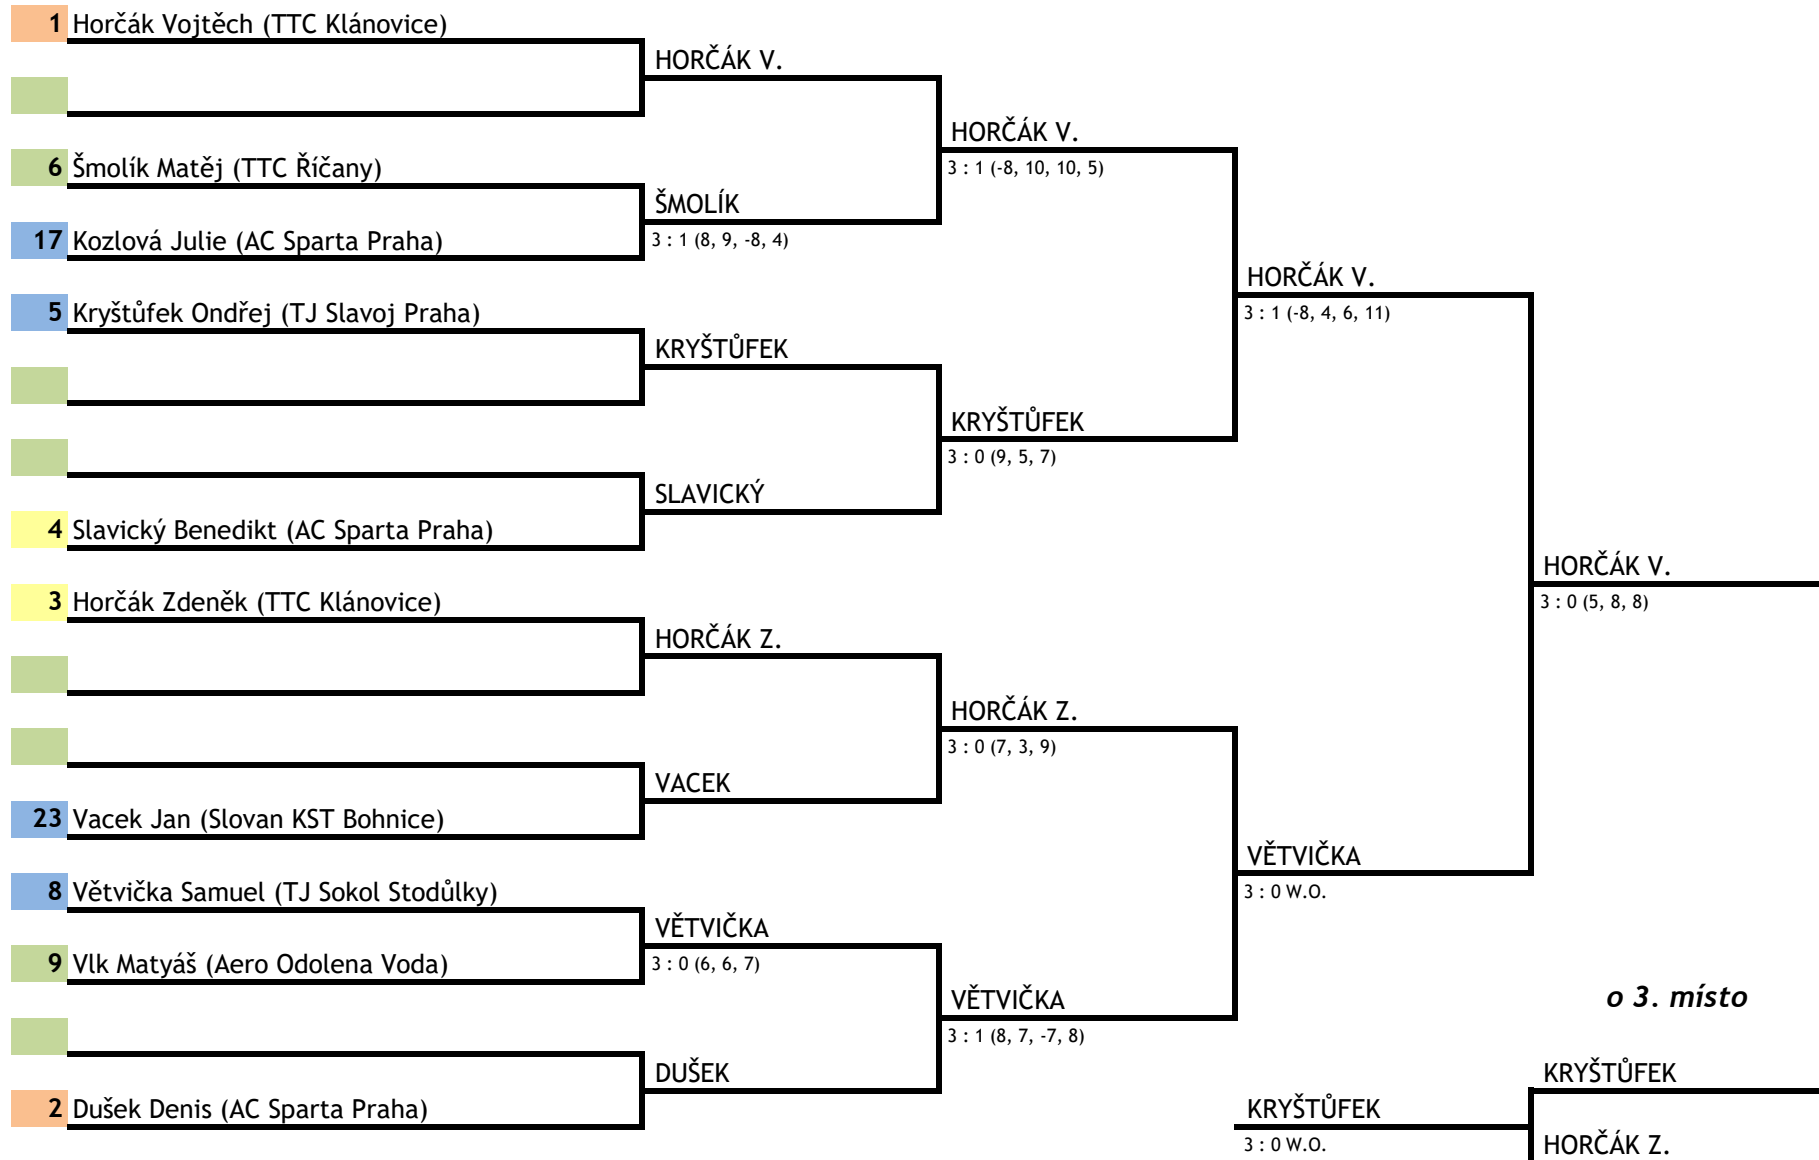 1 Horčák Vojtěch (TTC Klánovice)
HORČÁK V.
HORČÁK V.
3 : 1 (-8, 10, 10, 5)
6 Šmolík Matěj (TTC Říčany)
ŠMOLÍK
17 Kozlová Julie (AC Sparta Praha)
3 : 1 (8, 9, -8, 4)
HORČÁK V.
3 : 1 (-8, 4, 6, 11)
5 Kryštůfek Ondřej (TJ Slavoj Praha)
KRYŠTŮFEK
KRYŠTŮFEK
3 : 0 (9, 5, 7)
SLAVICKÝ
4 Slavický Benedikt (AC Sparta Praha)
HORČÁK V.
3 : 0 (5, 8, 8)
3 Horčák Zdeněk (TTC Klánovice)
HORČÁK Z.
HORČÁK Z.
3 : 0 (7, 3, 9)
VACEK
23 Vacek Jan (Slovan KST Bohnice)
VĚTVIČKA
3 : 0 W.O.
8 Větvička Samuel (TJ Sokol Stodůlky)
VĚTVIČKA
9 Vlk Matyáš (Aero Odolena Voda)
3 : 0 (6, 6, 7)
VĚTVIČKA
3 : 1 (8, 7, -7, 8)
o 3. místo
DUŠEK
KRYŠTŮFEK
2 Dušek Denis (AC Sparta Praha)
KRYŠTŮFEK
3 : 0 W.O.
HORČÁK Z.